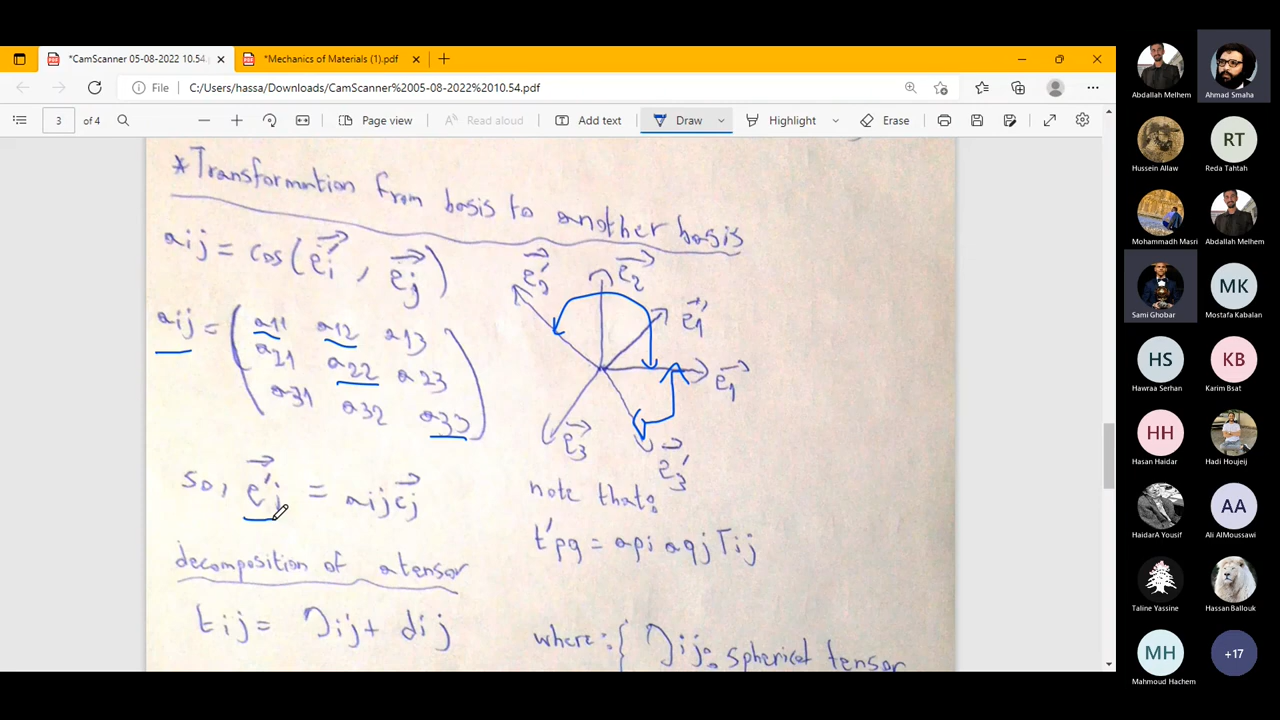 *CamScanner 05-08-2022 10.54.
*Mechanics of Materials (1).pdf
File
C:/Users/hassa/Downloads/CamScanner%2005-08-2022%2010.54.pdf
3 of 4
Page view
Read aloud
Add text
Draw
Highlight
Erase
*Transformation from basis to another basis
aij = cos(e'i , ej)
aij = (a11 a12 a13
a21 a22 a23
a31 a32 a33)
e'2
e2
e'1
e1
e3
e'3
so, e'i = aij ej
note that:
t'pq = api aqj Tij
decomposition of a tensor
tij = ij + dij
where: { ij: spherical tensor
Abdallah Melhem
Ahmad Smaha
Hussein Allaw
RT
Reda Tahtah
Mohammadh Masri
Abdallah Melhem
Sami Ghobar
MK
Mostafa Kabalan
HS
Hawraa Serhan
KB
Karim Bsat
HH
Hasan Haidar
Hadi Houjeij
HaidarA Yousif
AA
Ali AlMoussawi
Taline Yassine
Hassan Ballouk
MH
Mahmoud Hachem
+17